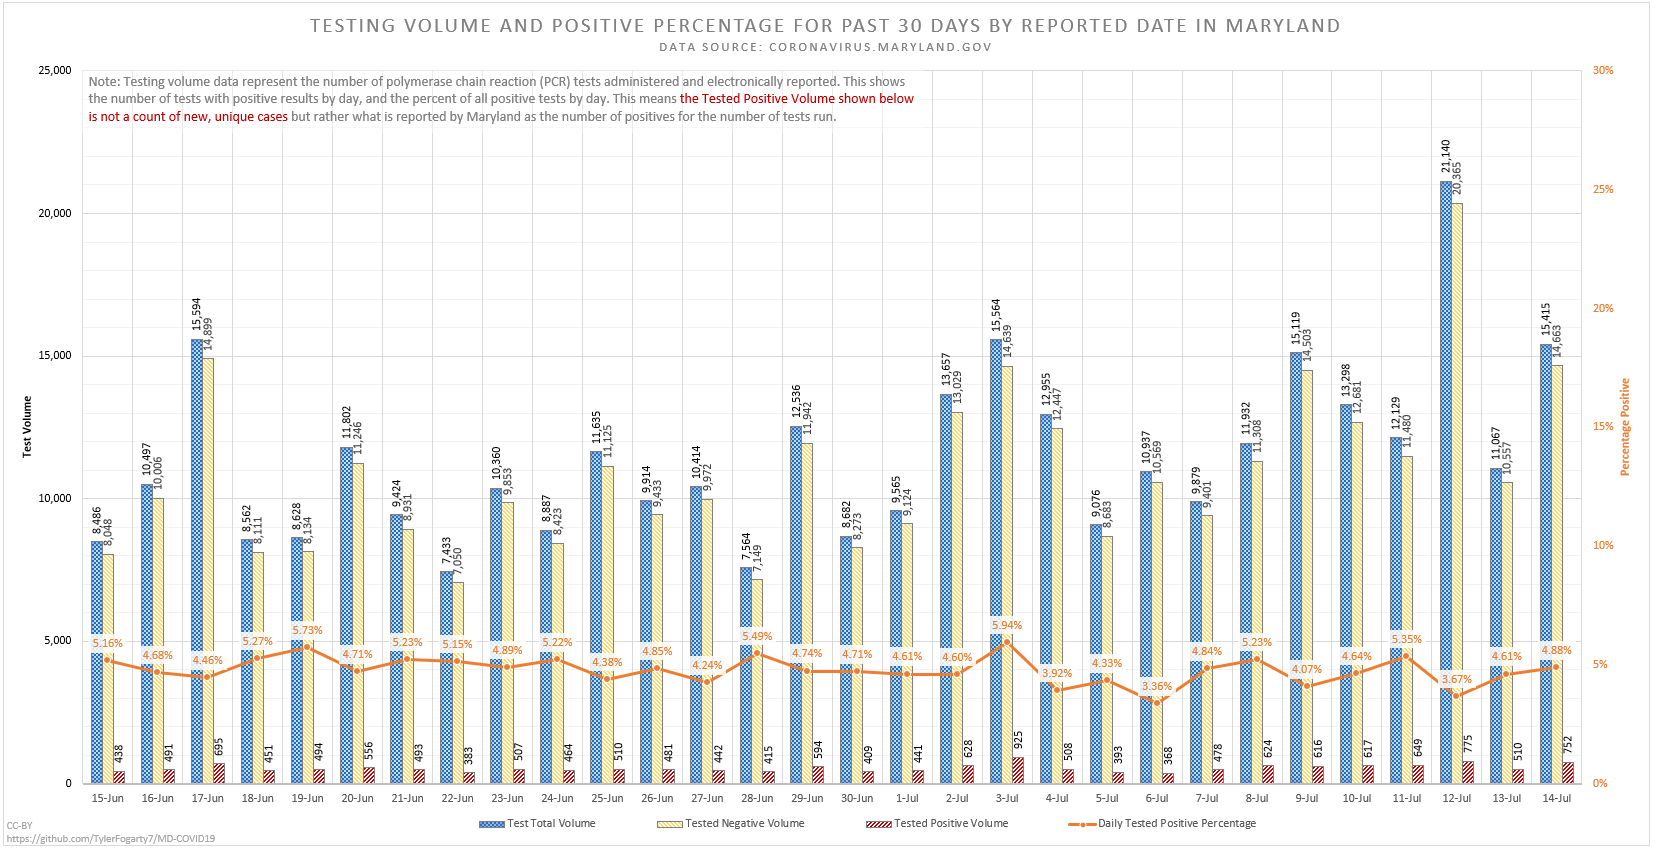 TESTING VOLUME AND POSITIVE PERCENTAGE FOR PAST 30 DAYS BY REPORTED DATE IN MARYLAND
DATA SOURCE: CORONAVIRUS.MARYLAND.GOV
Note: Testing volume data represent the number of polymerase chain reaction (PCR) tests administered and electronically reported. This shows
the number of tests with positive results by day, and the percent of all positive tests by day. This means the Tested Positive Volume shown below
is not a count of new, unique cases but rather what is reported by Maryland as the number of positives for the number of tests run.
25,000
20,000
15,000
10,000
5,000
0
Test Volume
30%
25%
20%
15%
10%
5%
0%
Percentage Positive
8,486 8,048 5.16% 438
10,497 10,006 4.68% 491
15,594 14,899 4.46% 695
8,562 8,111 5.27% 451
8,628 8,134 5.73% 494
11,802 11,246 4.71% 556
9,424 8,931 5.23% 493
7,433 7,050 5.15% 383
10,360 9,853 4.89% 507
8,887 8,423 5.22% 464
11,635 11,125 4.38% 510
9,914 9,433 4.85% 481
10,414 9,972 4.24% 442
7,564 7,149 5.49% 415
12,536 11,942 4.74% 594
8,682 8,273 4.71% 409
9,565 9,124 4.61% 441
13,657 13,029 4.60% 628
15,564 14,639 5.94% 925
12,955 12,447 3.92% 508
9,076 8,683 4.33% 393
10,937 10,569 3.36% 368
9,879 9,401 4.84% 478
11,932 11,308 5.23% 624
15,119 14,503 4.07% 616
13,298 12,681 4.64% 617
12,129 11,480 5.35% 649
21,140 20,365 3.67% 775
11,067 10,557 4.61% 510
15,415 14,663 4.88% 752
15-Jun 16-Jun 17-Jun 18-Jun 19-Jun 20-Jun 21-Jun 22-Jun 23-Jun 24-Jun 25-Jun 26-Jun 27-Jun 28-Jun 29-Jun 30-Jun 1-Jul 2-Jul 3-Jul 4-Jul 5-Jul 6-Jul 7-Jul 8-Jul 9-Jul 10-Jul 11-Jul 12-Jul 13-Jul 14-Jul
Test Total Volume Tested Negative Volume Tested Positive Volume Daily Tested Positive Percentage
CC-BY
https://github.com/TylerFogarty7/MD-COVID19